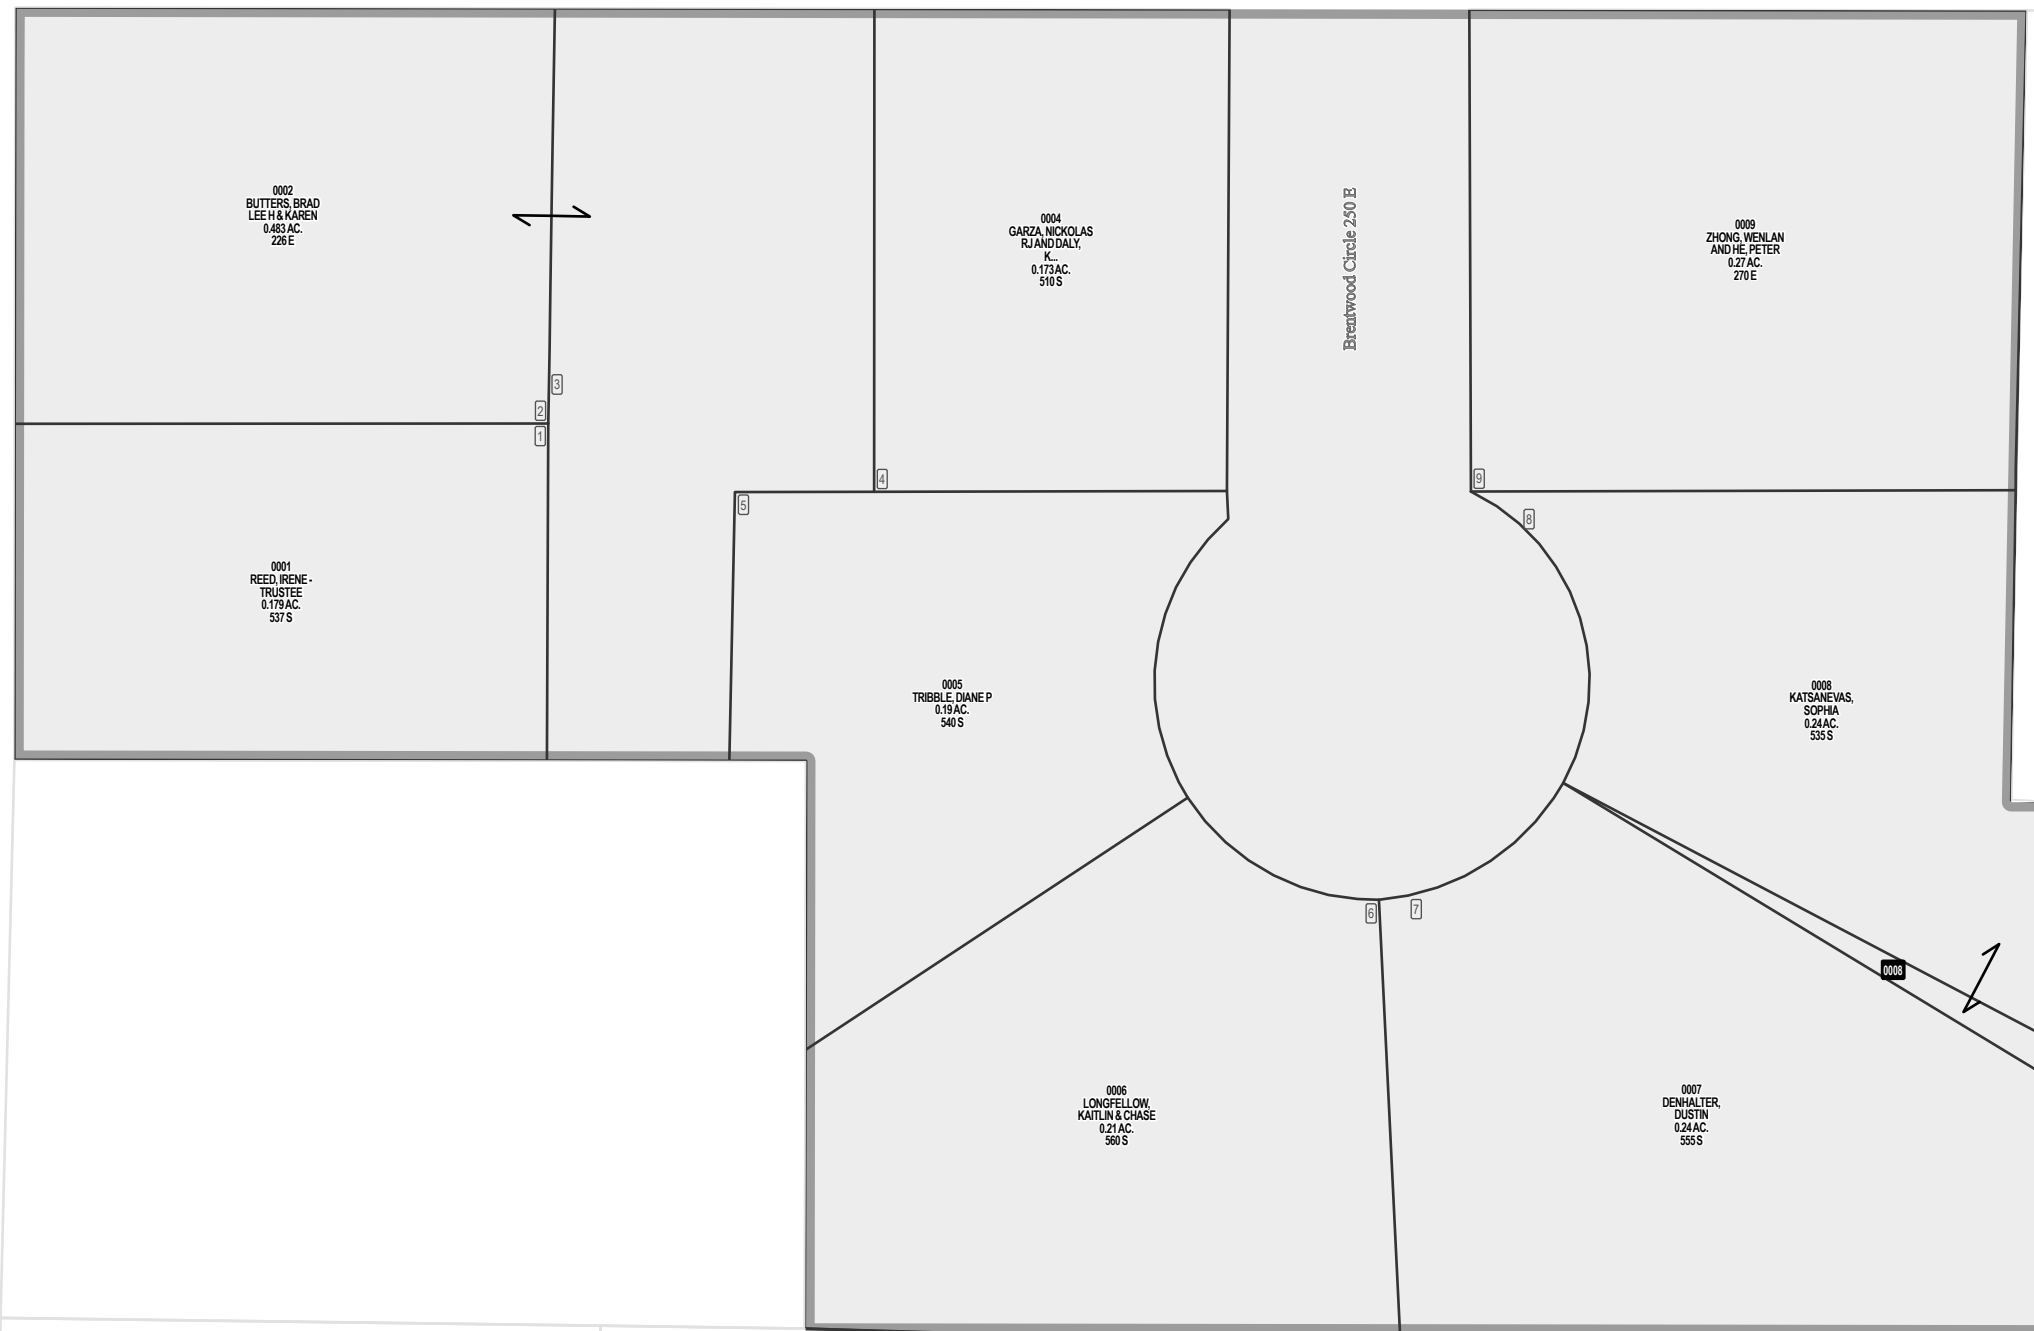 0002
BUTTERS, BRAD
LEE H & KAREN
0.483 AC.
226 E
0004
GARZA, NICKOLAS
RJ AND DALY,
K...
0.173 AC.
510 S
Brentwood Circle 250 E
0009
ZHONG, WENLAN
AND HE, PETER
0.27 AC.
270 E
3
2
1
4
5
9
8
0001
REED, IRENE -
TRUSTEE
0.179 AC.
537 S
0005
TRIBBLE, DIANE P
0.19 AC.
540 S
0008
KATSANEVAS,
SOPHIA
0.24 AC.
535 S
6
7
0008
0006
LONGFELLOW,
KAITLIN & CHASE
0.21 AC.
560 S
0007
DENHALTER,
DUSTIN
0.24 AC.
555 S